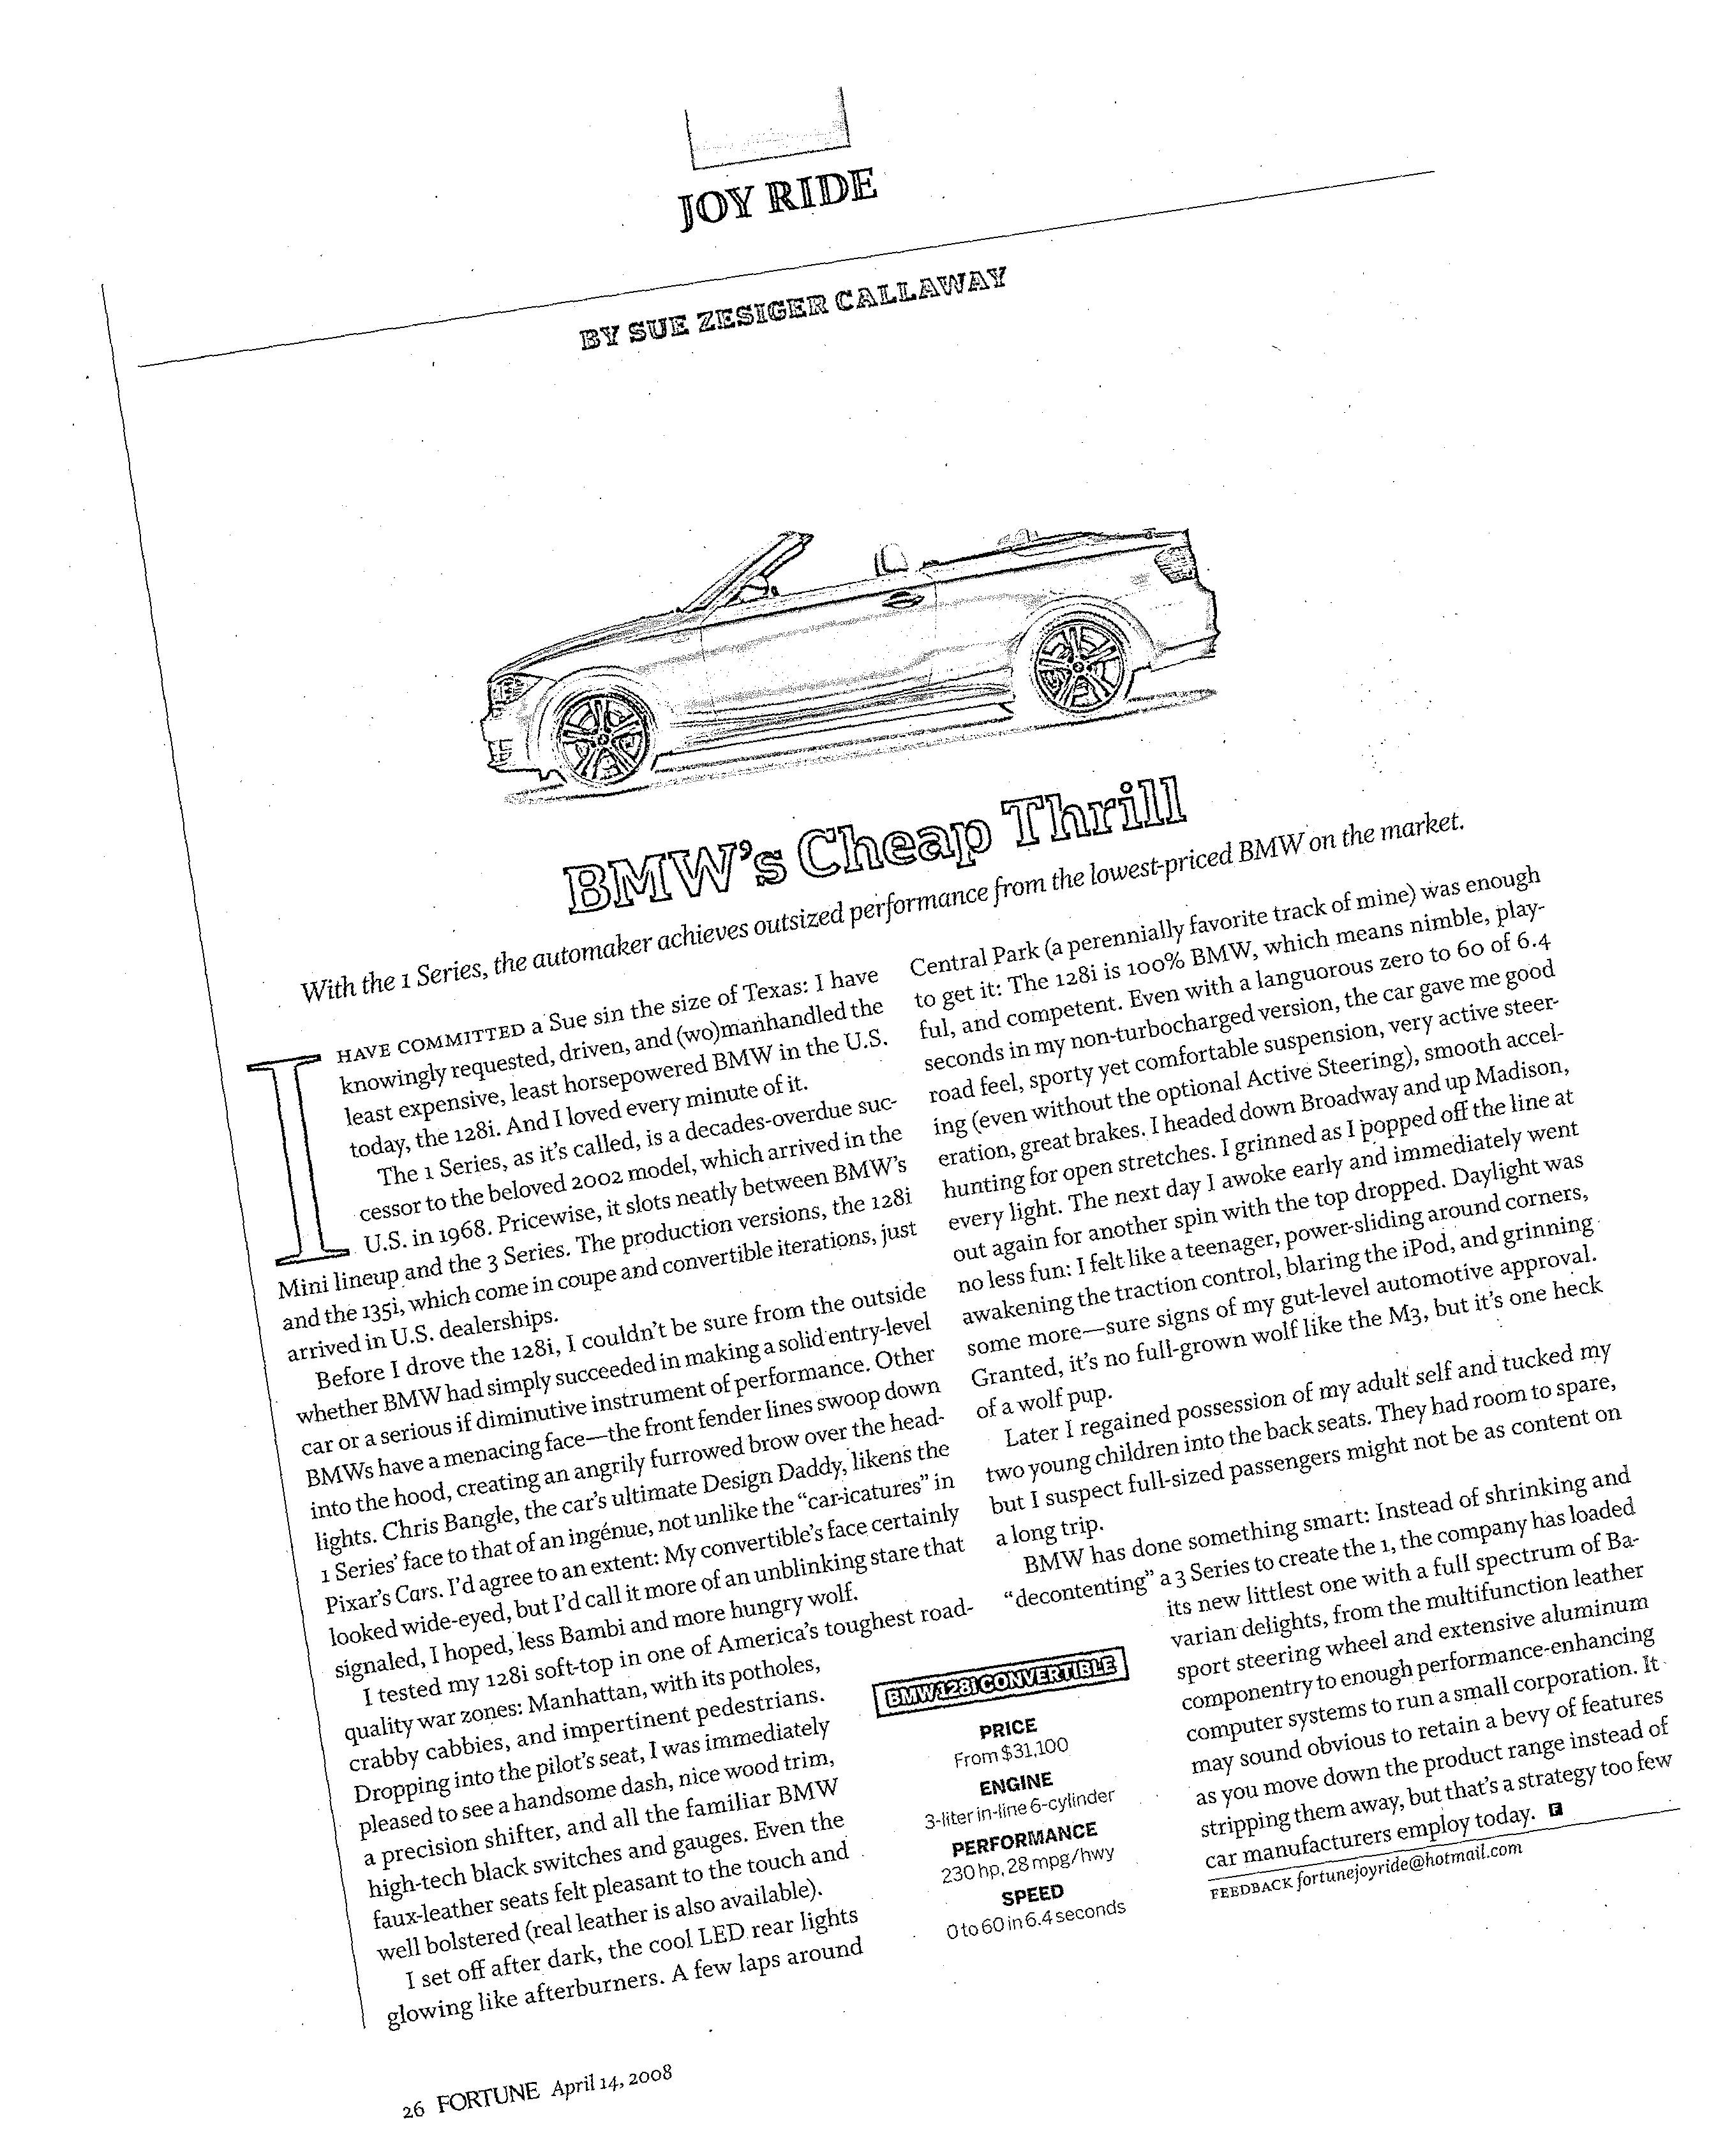 JOY RIDE
BY SUE ZESIGER CALLAWAY
BMW's Cheap Thrill
With the 1 Series, the automaker achieves outsized performance from the lowest-priced BMW on the market.
I HAVE COMMITTED a Sue sin the size of Texas: I have
knowingly requested, driven, and (wo)manhandled the
least expensive, least horsepowered BMW in the U.S.
today, the 128i. And I loved every minute of it.
The 1 Series, as it's called, is a decades-overdue suc-
cessor to the beloved 2002 model, which arrived in the
U.S. in 1968. Pricewise, it slots neatly between BMW's
Mini lineup and the 3 Series. The production versions, the 128i
and the 135i, which come in coupe and convertible iterations, just
arrived in U.S. dealerships.
Before I drove the 128i, I couldn't be sure from the outside
whether BMW had simply succeeded in making a solid entry-level
car or a serious if diminutive instrument of performance. Other
BMWs have a menacing face—the front fender lines swoop down
into the hood, creating an angrily furrowed brow over the head-
lights. Chris Bangle, the car's ultimate Design Daddy, likens the
1 Series' face to that of an ingénue, not unlike the "car-icatures" in
Pixar's Cars. I'd agree to an extent: My convertible's face certainly
looked wide-eyed, but I'd call it more of an unblinking stare that
signaled, I hoped, less Bambi and more hungry wolf.
I tested my 128i soft-top in one of America's toughest road-
quality war zones: Manhattan, with its potholes,
crabby cabbies, and impertinent pedestrians.
Dropping into the pilot's seat, I was immediately
pleased to see a handsome dash, nice wood trim,
a precision shifter, and all the familiar BMW
high-tech black switches and gauges. Even the
faux-leather seats felt pleasant to the touch and
well bolstered (real leather is also available).
I set off after dark, the cool LED rear lights
glowing like afterburners. A few laps around
Central Park (a perennially favorite track of mine) was enough
to get it: The 128i is 100% BMW, which means nimble, play-
ful, and competent. Even with a languorous zero to 60 of 6.4
seconds in my non-turbocharged version, the car gave me good
road feel, sporty yet comfortable suspension, very active steer-
ing (even without the optional Active Steering), smooth accel-
eration, great brakes. I headed down Broadway and up Madison,
hunting for open stretches. I grinned as I popped off the line at
every light. The next day I awoke early and immediately went
out again for another spin with the top dropped. Daylight was
no less fun: I felt like a teenager, power-sliding around corners,
awakening the traction control, blaring the iPod, and grinning
some more—sure signs of my gut-level automotive approval.
Granted, it's no full-grown wolf like the M3, but it's one heck
of a wolf pup.
Later I regained possession of my adult self and tucked my
two young children into the back seats. They had room to spare,
but I suspect full-sized passengers might not be as content on
a long trip.
BMW has done something smart: Instead of shrinking and
"decontenting" a 3 Series to create the 1, the company has loaded
its new littlest one with a full spectrum of Ba-
varian delights, from the multifunction leather
sport steering wheel and extensive aluminum
componentry to enough performance-enhancing
computer systems to run a small corporation. It
may sound obvious to retain a bevy of features
as you move down the product range instead of
stripping them away, but that's a strategy too few
car manufacturers employ today. F
FEEDBACK fortunejoyride@hotmail.com
BMW 128i CONVERTIBLE
PRICE
From $31,100
ENGINE
3-liter in-line 6-cylinder
PERFORMANCE
230 hp, 28 mpg/hwy
SPEED
0 to 60 in 6.4 seconds
26 FORTUNE April 14, 2008